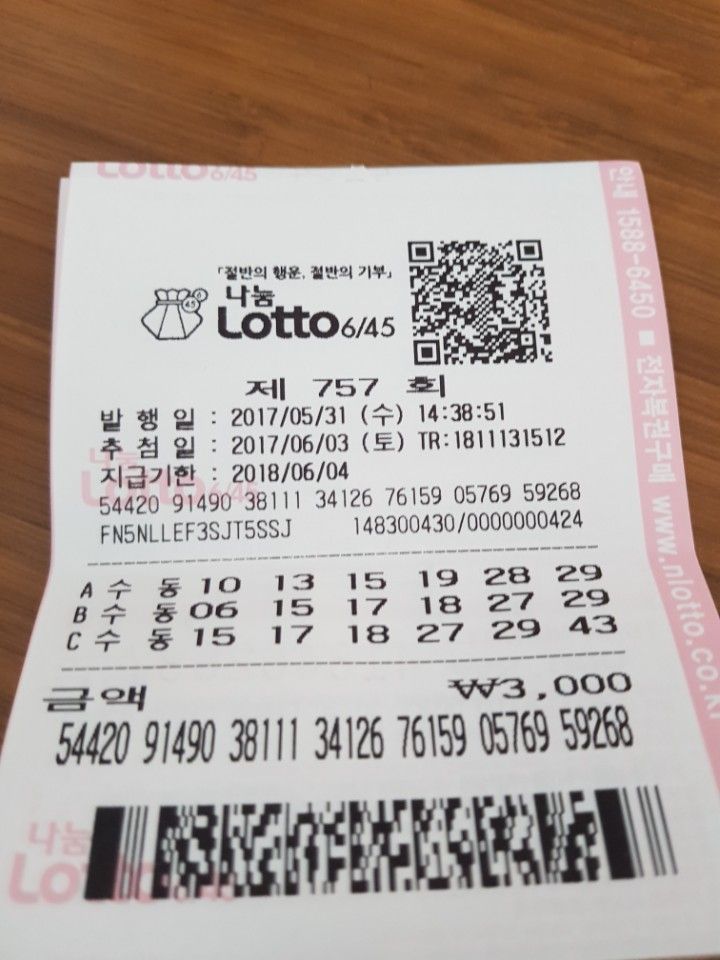 Lotto6/45
「절반의 행운, 절반의 기부」
나눔
Lotto6/45
제 757 회
발 행 일 : 2017/05/31 (수) 14:38:51
추 첨 일 : 2017/06/03 (토) TR:1811131512
지급기한 : 2018/06/04
54420 91490 38111 34126 76159 05769 59268
FN5NLLEF3SJT5SSJ 148300430/0000000424
A 수 동 10 13 15 19 28 29
B 수 동 06 15 17 18 27 29
C 수 동 15 17 18 27 29 43
금액 ₩3,000
54420 91490 38111 34126 76159 05769 59268
나눔
Lo 6/45
안내 1588-6450 ■ 전자복권구매 www.nlotto.co.kr